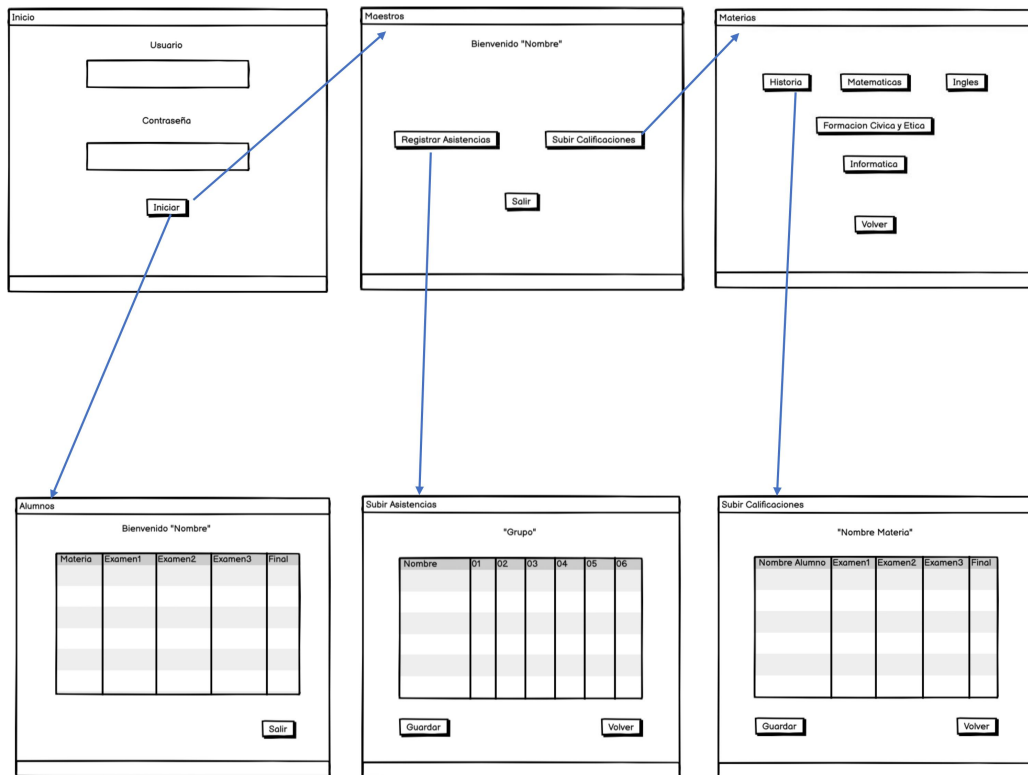 Inicio
Usuario
Contraseña
Iniciar
Maestros
Bienvenido "Nombre"
Registrar Asistencias
Subir Calificaciones
Salir
Materias
Historia
Matematicas
Ingles
Formacion Civica y Etica
Informatica
Volver
Alumnos
Bienvenido "Nombre"
Materia Examen1 Examen2 Examen3 Final
Salir
Subir Asistencias
"Grupo"
Nombre 01 02 03 04 05 06
Guardar Volver
Subir Calificaciones
"Nombre Materia"
Nombre Alumno Examen1 Examen2 Examen3 Final
Guardar Volver